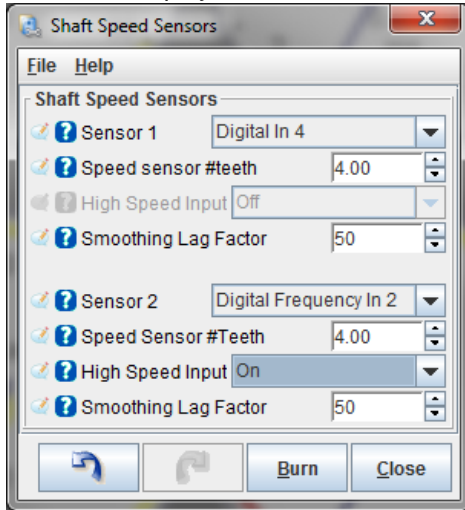 Shaft Speed Sensors
File Help
Shaft Speed Sensors
Sensor 1 Digital In 4
Speed sensor #teeth 4.00
High Speed Input Off
Smoothing Lag Factor 50
Sensor 2 Digital Frequency In 2
Speed Sensor #Teeth 4.00
High Speed Input On
Smoothing Lag Factor 50
Burn Close